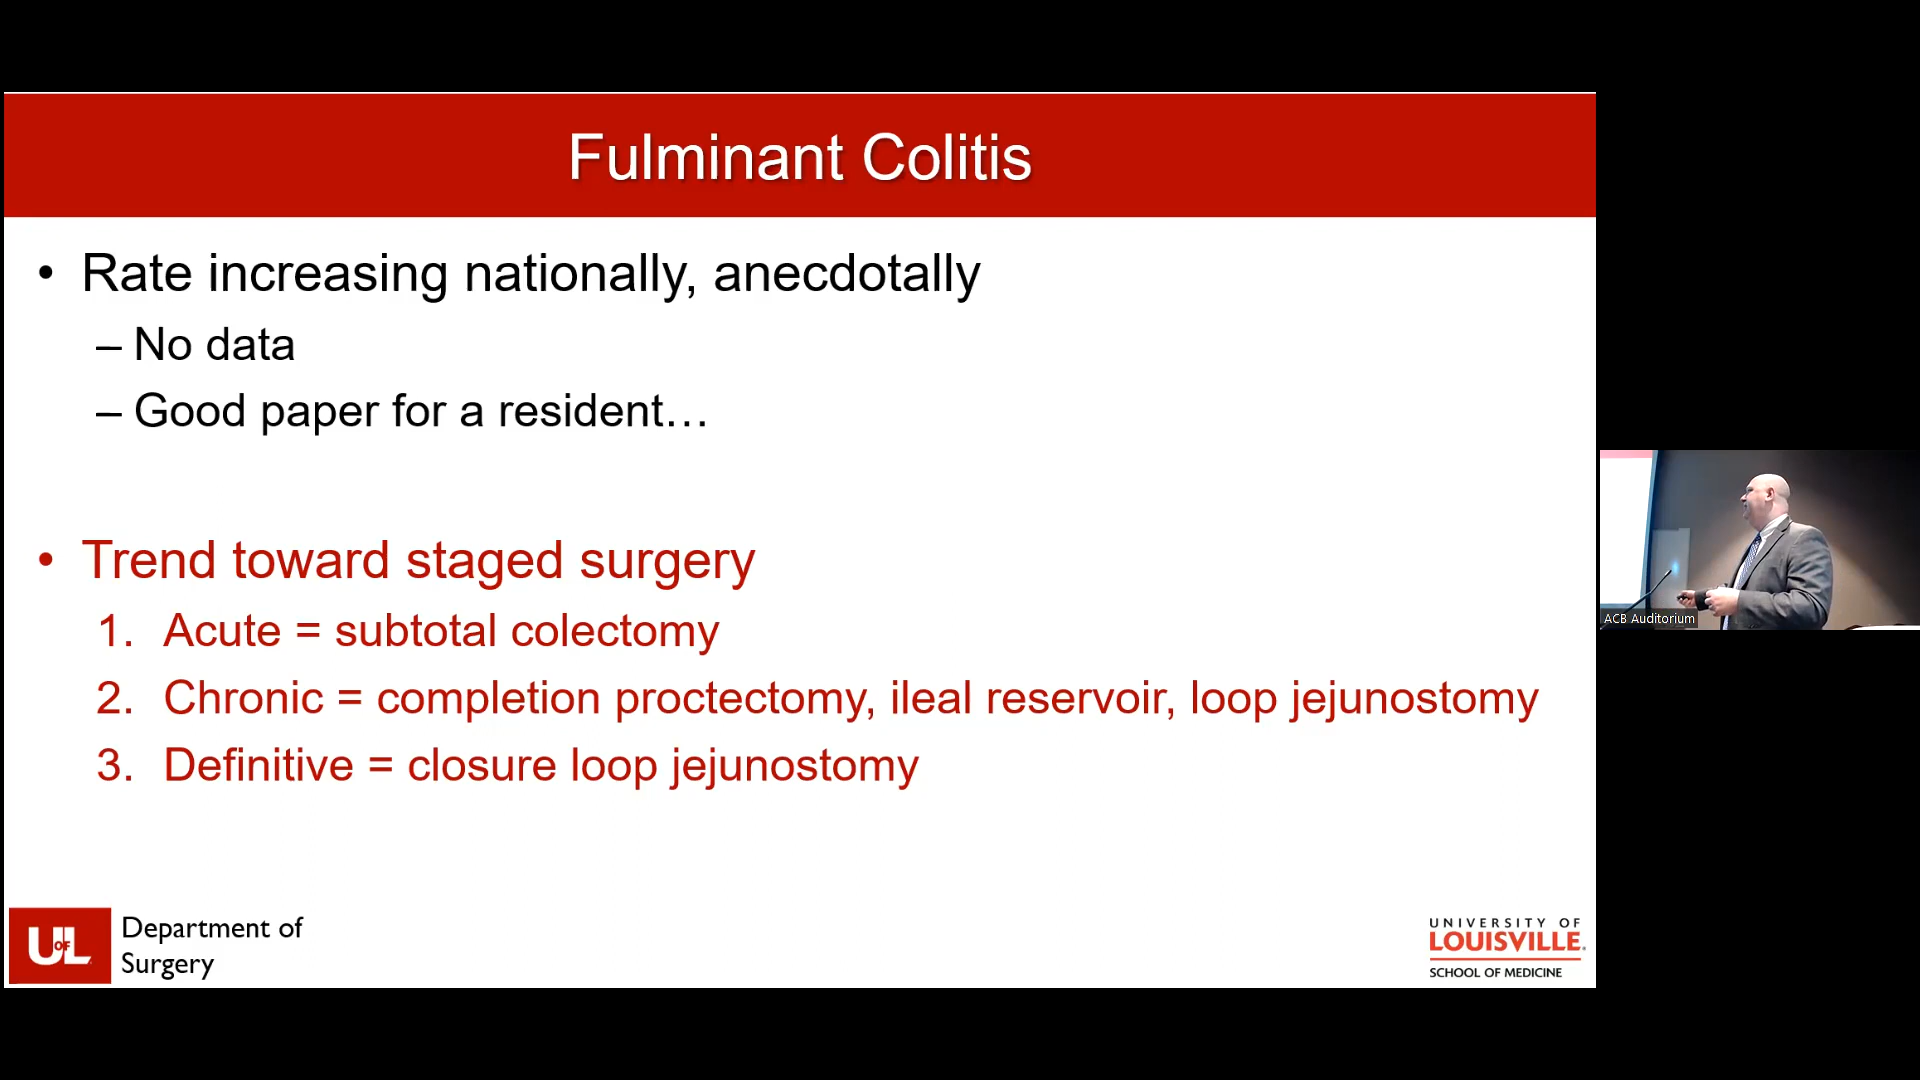 Fulminant Colitis
• Rate increasing nationally, anecdotally
– No data
– Good paper for a resident…
• Trend toward staged surgery
1. Acute = subtotal colectomy
2. Chronic = completion proctectomy, ileal reservoir, loop jejunostomy
3. Definitive = closure loop jejunostomy
ACB Auditorium
UOFL
Department of
Surgery
UNIVERSITY OF
LOUISVILLE.
SCHOOL OF MEDICINE